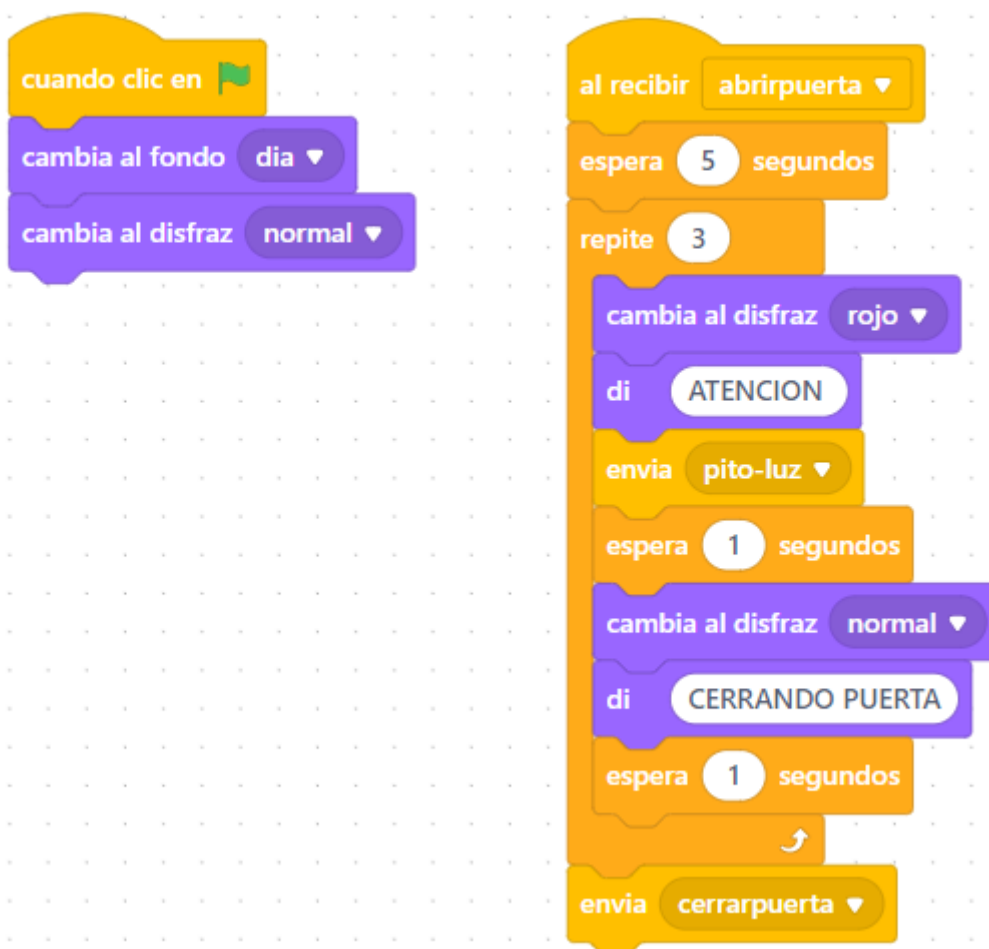 cuando clic en
cambia al fondo dia
cambia al disfraz normal
al recibir abrirpuerta
espera 5 segundos
repite 3
cambia al disfraz rojo
di ATENCION
envia pito-luz
espera 1 segundos
cambia al disfraz normal
di CERRANDO PUERTA
espera 1 segundos
envia cerrarpuerta